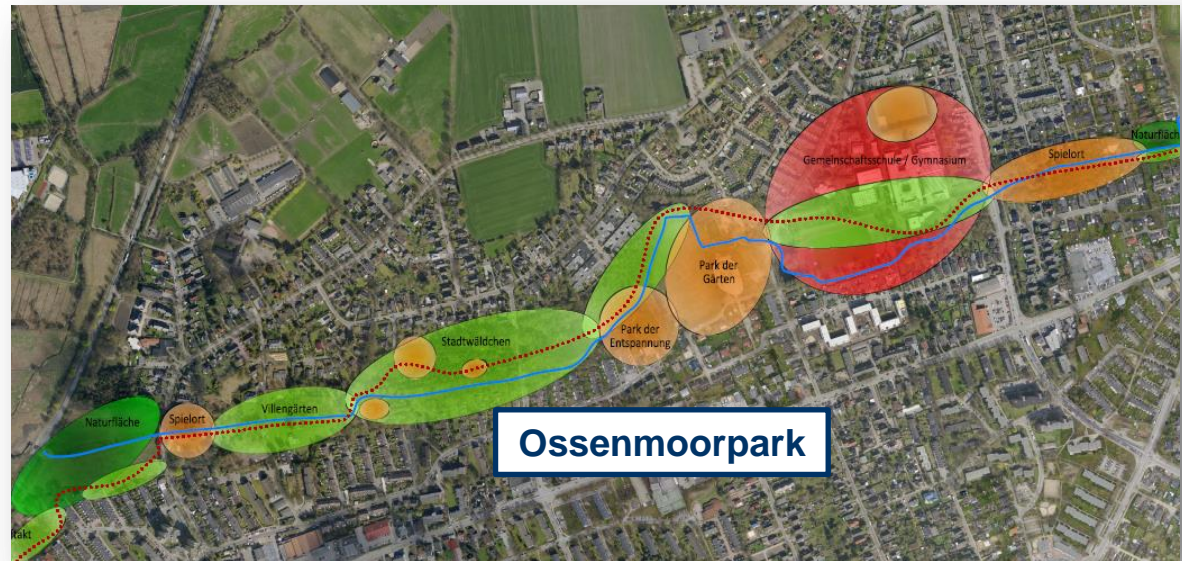 Naturfläch
Gemeinschaftsschule / Gymnasium
Spielort
Park der
Gärten
Park der
Entspannung
Stadtwäldchen
Villengärten
Spielort
Naturfläche
takt
Ossenmoorpark